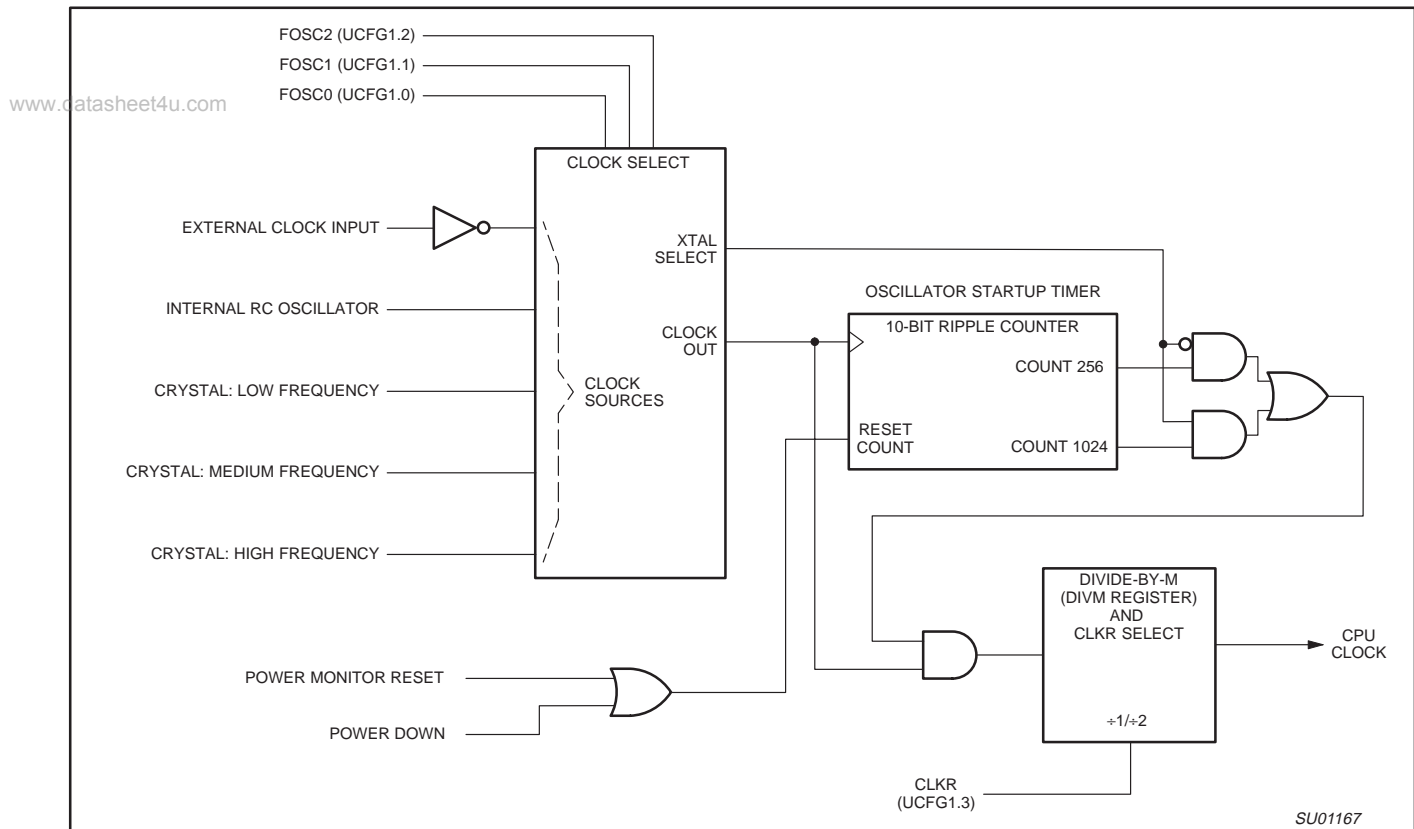 FOSC2 (UCFG1.2)
FOSC1 (UCFG1.1)
FOSC0 (UCFG1.0)
www.datasheet4u.com
CLOCK SELECT
EXTERNAL CLOCK INPUT
XTAL
SELECT
INTERNAL RC OSCILLATOR
OSCILLATOR STARTUP TIMER
10-BIT RIPPLE COUNTER
CLOCK
OUT
COUNT 256
CRYSTAL: LOW FREQUENCY
CLOCK
SOURCES
RESET
COUNT
COUNT 1024
CRYSTAL: MEDIUM FREQUENCY
CRYSTAL: HIGH FREQUENCY
DIVIDE-BY-M
(DIVM REGISTER)
AND
CLKR SELECT
CPU
CLOCK
POWER MONITOR RESET
POWER DOWN
÷1/÷2
CLKR
(UCFG1.3)
SU01167